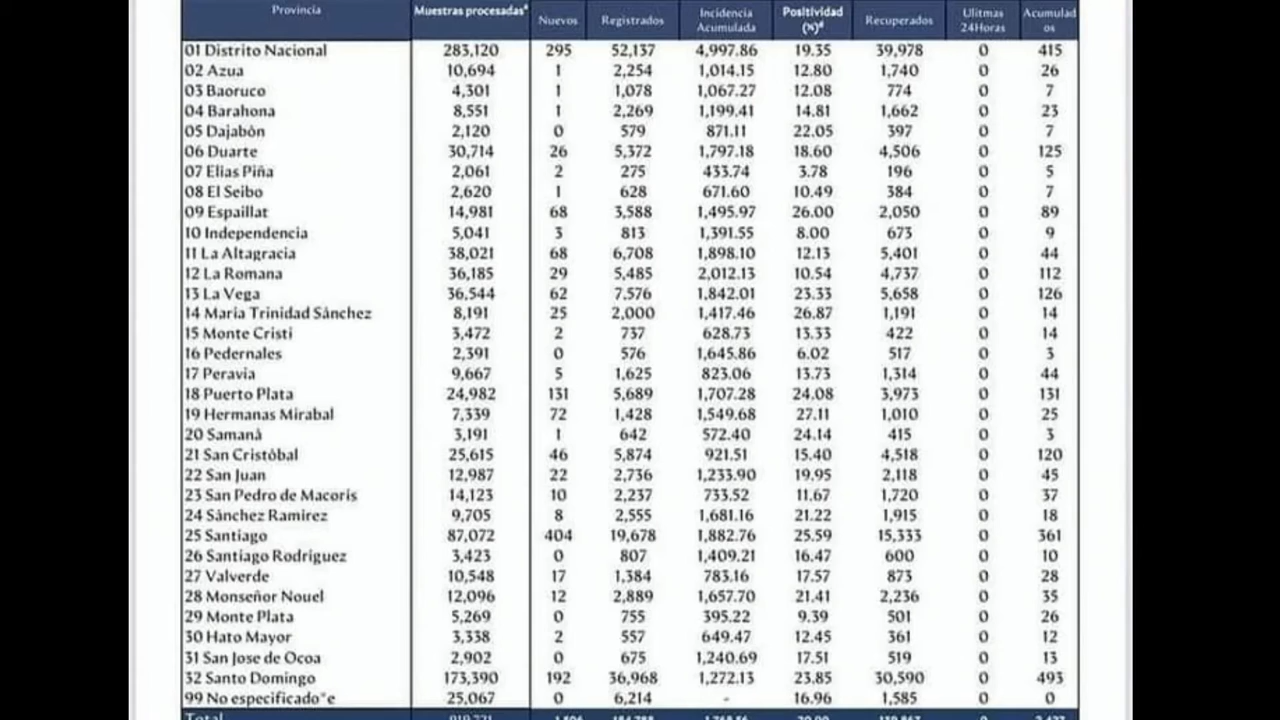 Provincia Muestras procesadas⁴ Nuevos Registrados Incidencia Acumulada Positividad (%)⁴ Recuperados Ulitmas 24Horas Acumulad os
01 Distrito Nacional 283,120 295 52,137 4,997.86 19.35 39,978 0 415
02 Azua 10,694 1 2,254 1,014.15 12.80 1,740 0 26
03 Baoruco 4,301 1 1,078 1,067.27 12.08 774 0 7
04 Barahona 8,551 1 2,269 1,199.41 14.81 1,662 0 23
05 Dajabón 2,120 0 579 871.11 22.05 397 0 7
06 Duarte 30,714 26 5,372 1,797.18 18.60 4,506 0 125
07 Elías Piña 2,061 2 275 433.74 3.78 196 0 5
08 El Seibo 2,620 1 628 671.60 10.49 384 0 7
09 Espaillat 14,981 68 3,588 1,495.97 26.00 2,050 0 89
10 Independencia 5,041 3 813 1,391.55 8.00 673 0 9
11 La Altagracia 38,021 68 6,708 1,898.10 12.13 5,401 0 44
12 La Romana 36,185 29 5,485 2,012.13 10.54 4,737 0 112
13 La Vega 36,544 62 7,576 1,842.01 23.33 5,658 0 126
14 María Trinidad Sánchez 8,191 25 2,000 1,417.46 26.87 1,191 0 14
15 Monte Cristi 3,472 2 737 628.73 13.33 422 0 14
16 Pedernales 2,391 0 576 1,645.86 6.02 517 0 3
17 Peravia 9,667 5 1,625 823.06 13.73 1,314 0 44
18 Puerto Plata 24,982 131 5,689 1,707.28 24.08 3,973 0 131
19 Hermanas Mirabal 7,339 72 1,428 1,549.68 27.11 1,010 0 25
20 Samaná 3,191 1 642 572.40 24.14 415 0 3
21 San Cristóbal 25,615 46 5,874 921.51 15.40 4,518 0 120
22 San Juan 12,987 22 2,736 1,233.90 19.95 2,118 0 45
23 San Pedro de Macorís 14,123 10 2,237 733.52 11.67 1,720 0 37
24 Sánchez Ramírez 9,705 8 2,555 1,681.16 21.22 1,915 0 18
25 Santiago 87,072 404 19,678 1,882.76 25.59 15,333 0 361
26 Santiago Rodríguez 3,423 0 807 1,409.21 16.47 600 0 10
27 Valverde 10,548 17 1,384 783.16 17.57 873 0 28
28 Monseñor Nouel 12,096 12 2,889 1,657.70 21.41 2,236 0 35
29 Monte Plata 5,269 0 755 395.22 9.39 501 0 26
30 Hato Mayor 3,338 2 557 649.47 12.45 361 0 12
31 San Jose de Ocoa 2,902 0 675 1,240.69 17.51 519 0 13
32 Santo Domingo 173,390 192 36,968 1,272.13 23.85 30,590 0 493
99 No especificado*e 25,067 0 6,214 - 16.96 1,585 0 0
Total